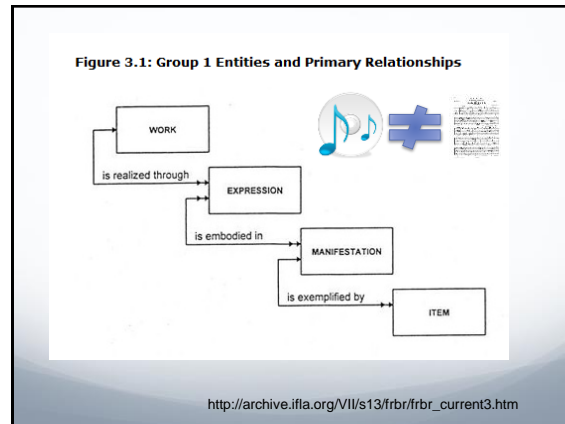 Figure 3.1: Group 1 Entities and Primary Relationships
WORK
is realized through
EXPRESSION
is embodied in
MANIFESTATION
is exemplified by
ITEM
http://archive.ifla.org/VII/s13/frbr/frbr_current3.htm